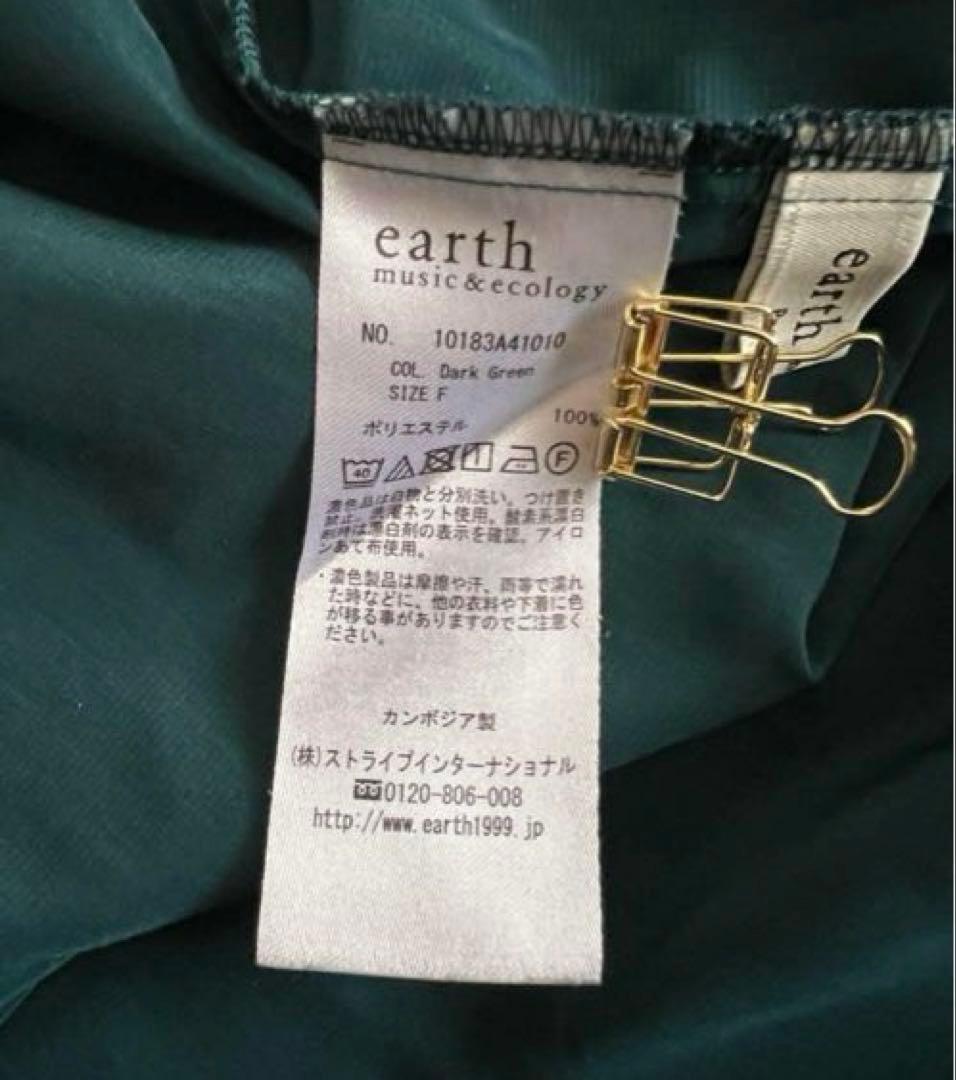 earth
music&ecology
NO. 10183A41010
COL. Dark Green
SIZE F
ポリエステル 100%
40
F
濃色品は白物と分別洗い。つけ置き
禁止。洗濯ネット使用。酸素系漂白
剤時は漂白剤の表示を確認。アイロ
ンあて布使用。
・濃色製品は摩擦や汗、雨等で濡れ
た時などに、他の衣料や下着に色
が移る事がありますのでご注意く
ださい。
カンボジア製
(株)ストライプインターナショナル
0120-806-008
http://www.earth1999.jp
earth